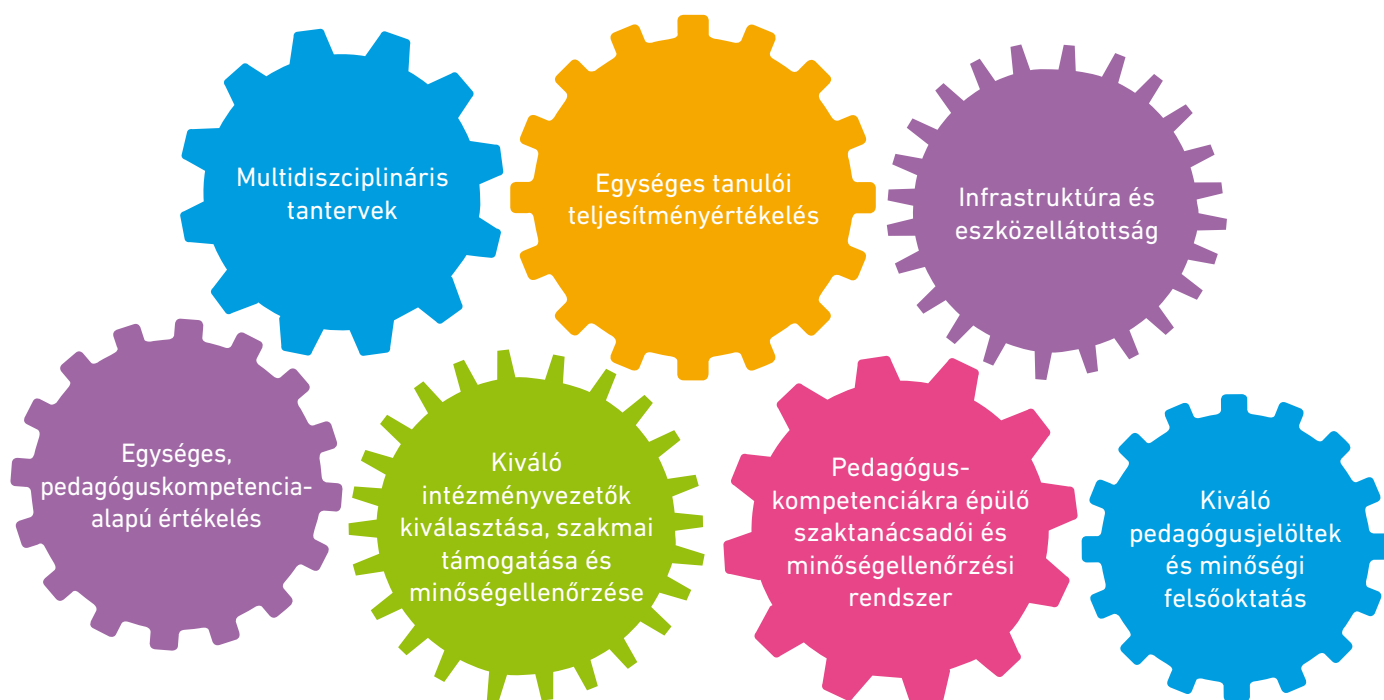 Multidiszciplináris
tantervek
Egységes tanulói
teljesítményértékelés
Infrastruktúra és
eszközellátottság
Egységes,
pedagóguskompetencia-
alapú értékelés
Kiváló
intézményvezetők
kiválasztása, szakmai
támogatása és
minőségellenőrzése
Pedagógus-
kompetenciákra épülő
szaktanácsadói és
minőségellenőrzési
rendszer
Kiváló
pedagógusjelöltek
és minőségi
felsőoktatás